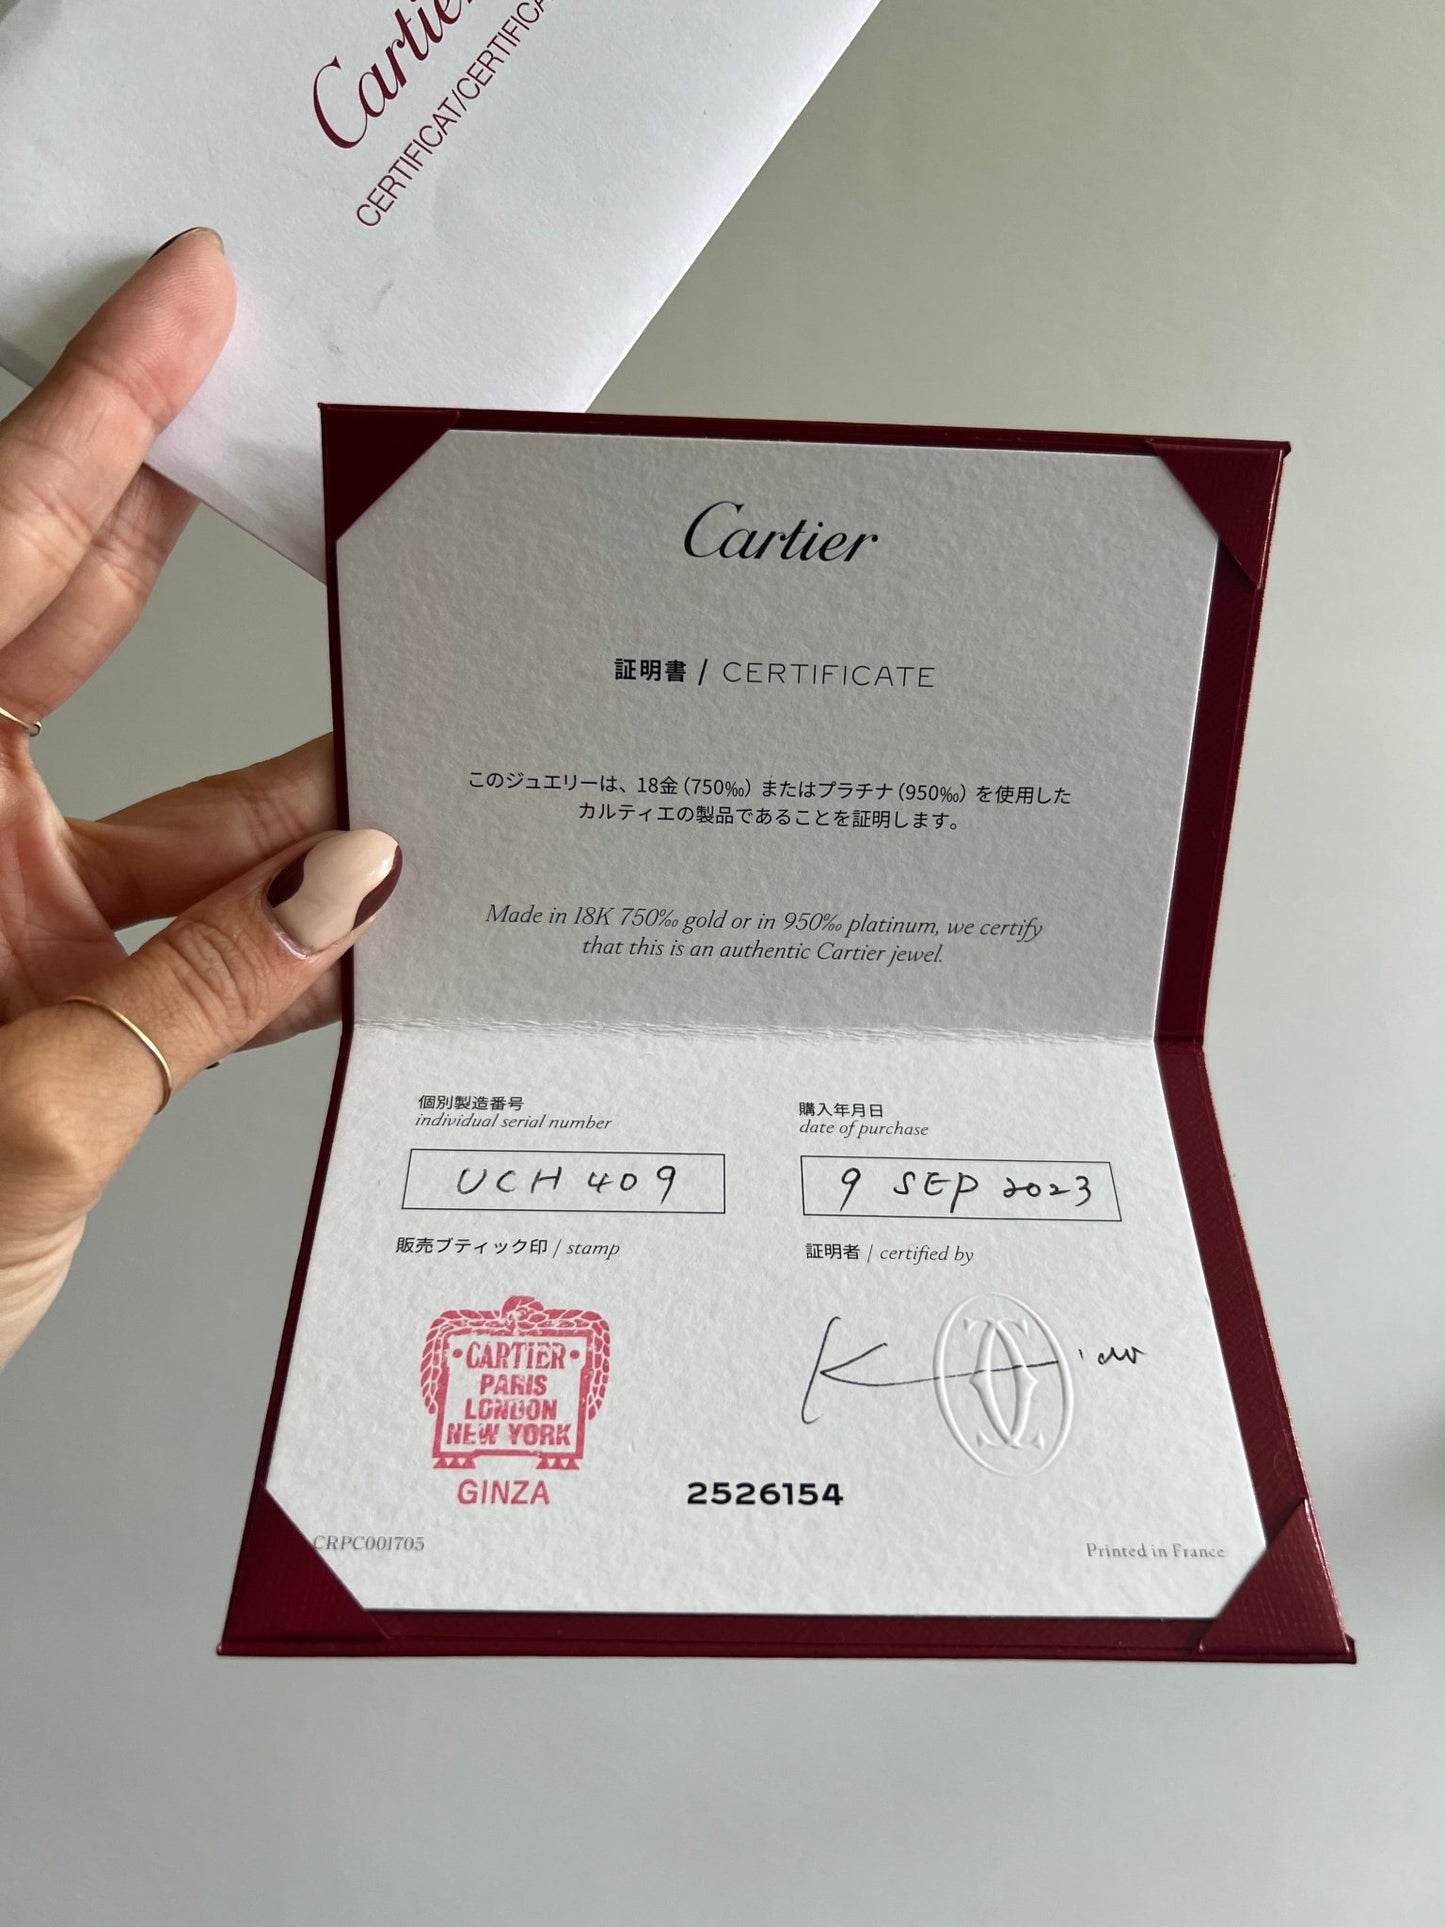 Cartier
CERTIFICAT/
Cartier
証明書 / CERTIFICATE
このジュエリーは、18金（750‰）またはプラチナ（950‰）を使用した
カルティエの製品であることを証明します。
Made in 18K 750‰ gold or in 950‰ platinum, we certify
that this is an authentic Cartier jewel.
個別製造番号
individual serial number
UCH 409
購入年月日
date of purchase
9 SEP 2023
販売ブティック印 / stamp
証明者 / certified by
•CARTIER•
PARIS
LONDON
NEW YORK
GINZA
2526154
CRPC001705
Printed in France